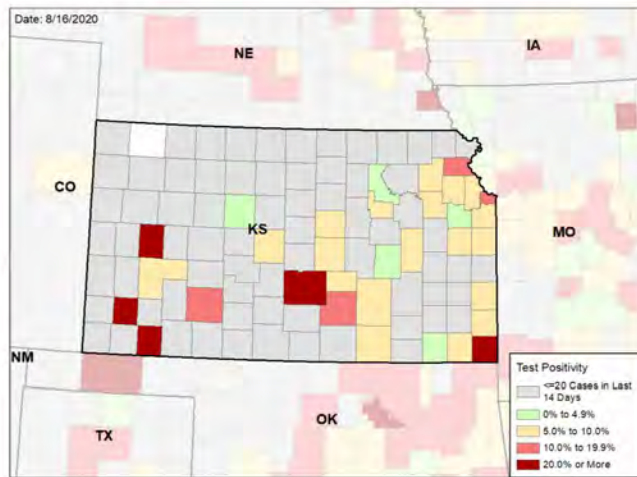 Date: 8/16/2020
NE
IA
CO
KS
MO
NM
TX
OK
Test Positivity
<=20 Cases in Last
14 Days
0% to 4.9%
5.0% to 10.0%
10.0% to 19.9%
20.0% or More